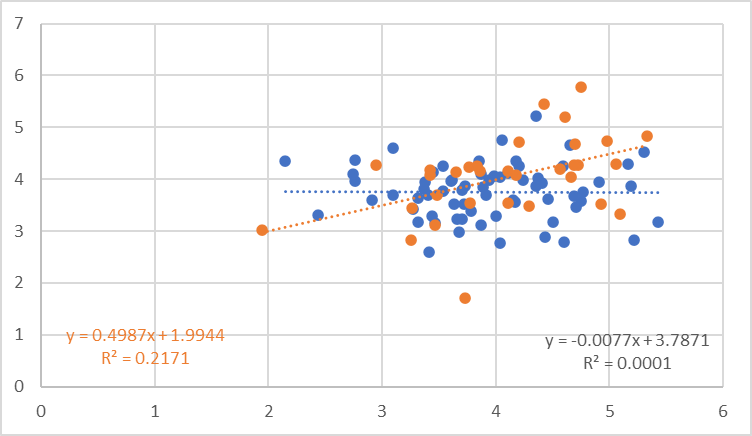 7
6
5
4
3
2
1
0
y = 0.4987x + 1.9944
R² = 0.2171
y = -0.0077x + 3.7871
R² = 0.0001
0 1 2 3 4 5 6